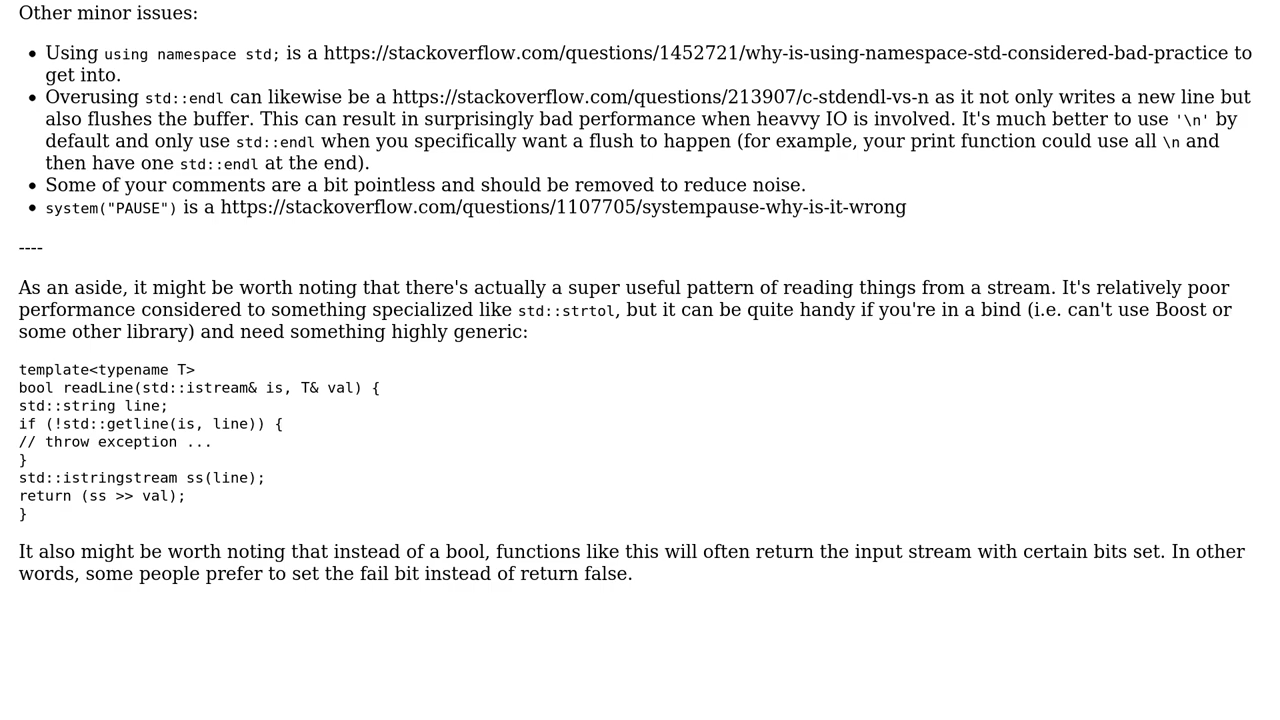 Other minor issues:
• Using using namespace std; is a https://stackoverflow.com/questions/1452721/why-is-using-namespace-std-considered-bad-practice to
get into.
• Overusing std::endl can likewise be a https://stackoverflow.com/questions/213907/c-stdendl-vs-n as it not only writes a new line but
also flushes the buffer. This can result in surprisingly bad performance when heavvy IO is involved. It's much better to use '\n' by
default and only use std::endl when you specifically want a flush to happen (for example, your print function could use all \n and
then have one std::endl at the end).
• Some of your comments are a bit pointless and should be removed to reduce noise.
• system("PAUSE") is a https://stackoverflow.com/questions/1107705/systempause-why-is-it-wrong
----
As an aside, it might be worth noting that there's actually a super useful pattern of reading things from a stream. It's relatively poor
performance considered to something specialized like std::strtol, but it can be quite handy if you're in a bind (i.e. can't use Boost or
some other library) and need something highly generic:
template<typename T>
bool readLine(std::istream& is, T& val) {
std::string line;
if (!std::getline(is, line)) {
// throw exception ...
}
std::istringstream ss(line);
return (ss >> val);
}
It also might be worth noting that instead of a bool, functions like this will often return the input stream with certain bits set. In other
words, some people prefer to set the fail bit instead of return false.